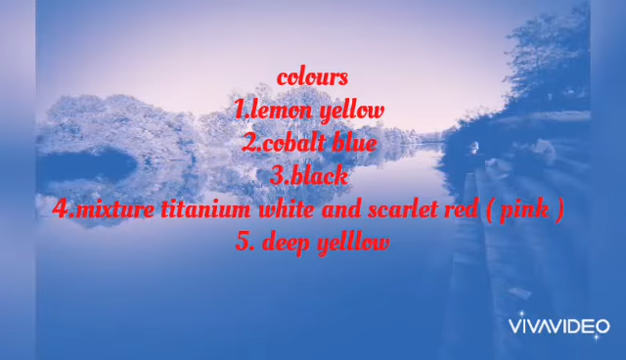 colours
1.lemon yellow
2.cobalt blue
3.black
4.mixture titanium white and scarlet red ( pink )
5. deep yelllow
VIVAVIDEO